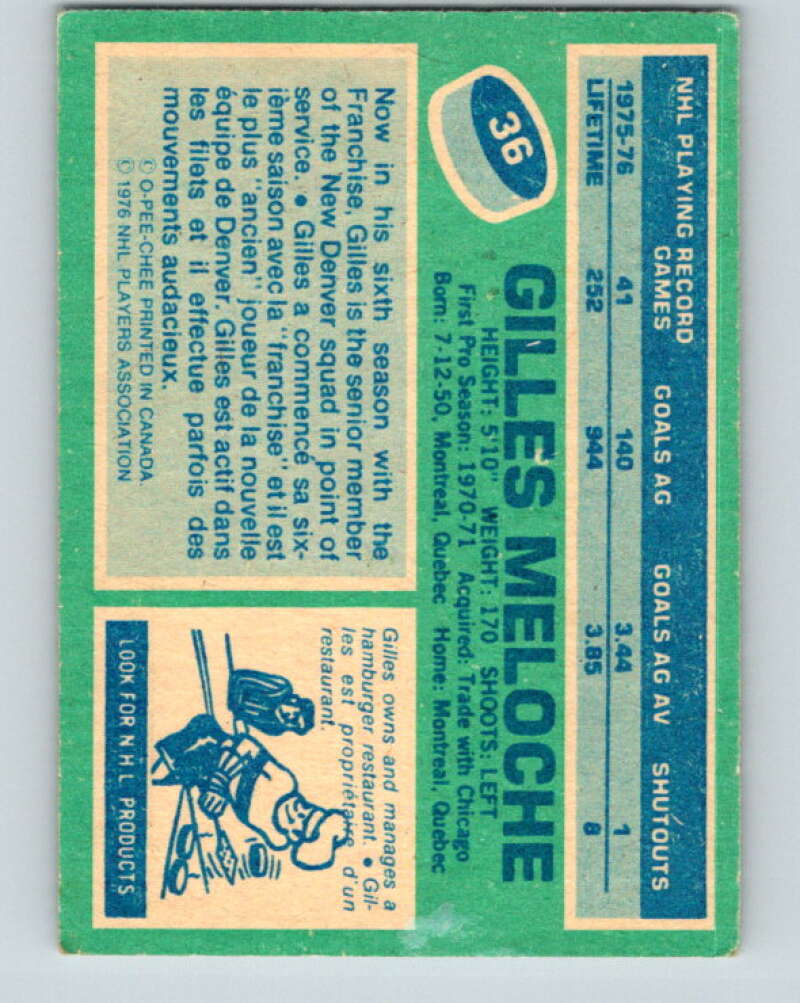 NHL PLAYING RECORD
GAMES GOALS AG GOALS AG AV SHUTOUTS
1975-76 41 140 3.44 1
LIFETIME 252 944 3.85 8
36
GILLES MELOCHE
HEIGHT: 5'10" WEIGHT: 170 SHOOTS: LEFT
First Pro Season: 1970-71 Acquired: Trade with Chicago
Born: 7-12-50, Montreal, Quebec Home: Montreal, Quebec
Now in his sixth season with the
Franchise, Gilles is the senior member
of the New Denver squad in point of
service. • Gilles a commencé sa six-
ième saison avec la "franchise" et il est
le plus "ancien" joueur de la nouvelle
équipe de Denver. Gilles est actif dans
les filets et il effectue parfois des
mouvements audacieux.
© O-PEE-CHEE PRINTED IN CANADA
© 1976 NHL PLAYERS ASSOCIATION
Gilles owns and manages a
hamburger restaurant. • Gil-
les est propriétaire d'un
restaurant.
LOOK FOR N H L PRODUCTS